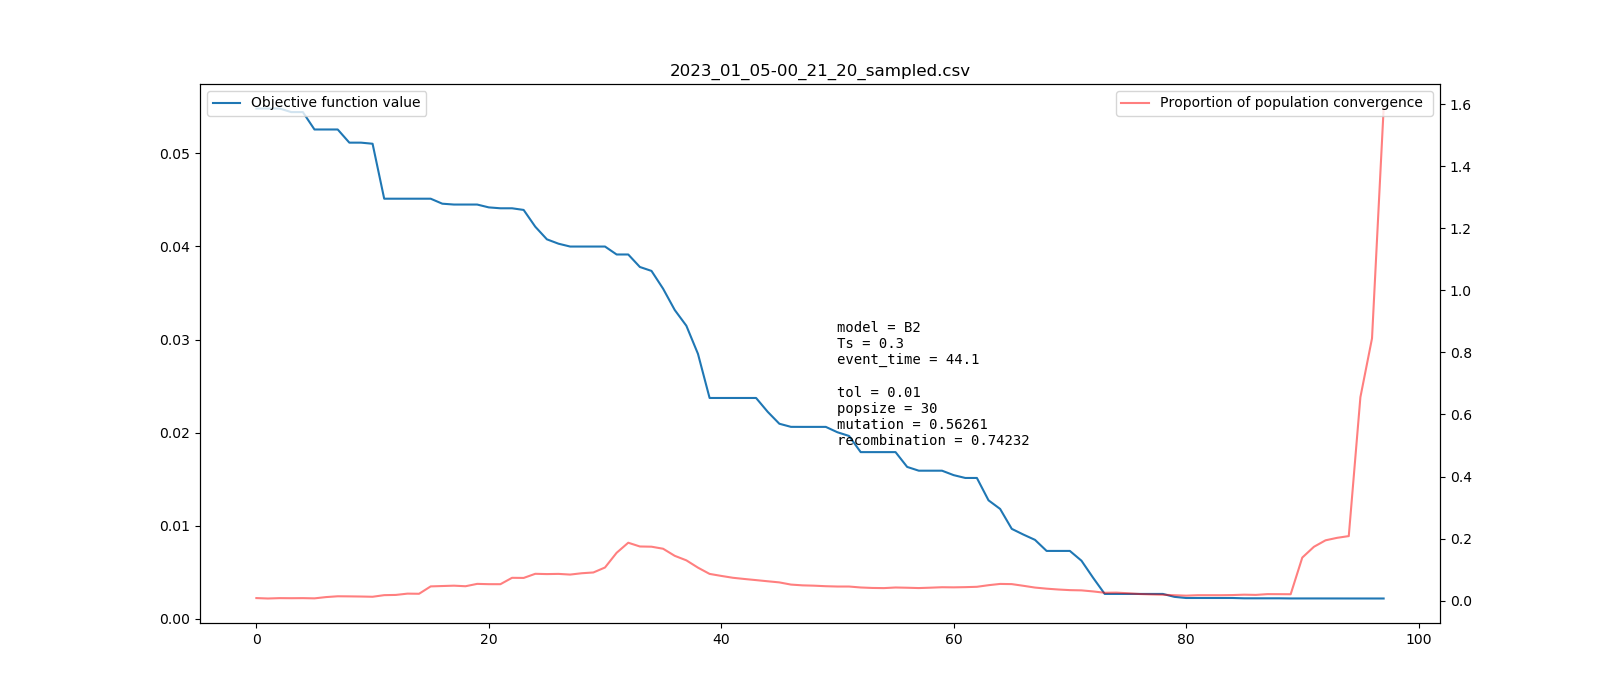 2023_01_05-00_21_20_sampled.csv
Objective function value
Proportion of population convergence
0.05
0.04
0.03
0.02
0.01
0.00
1.6
1.4
1.2
1.0
0.8
0.6
0.4
0.2
0.0
model = B2
Ts = 0.3
event_time = 44.1
tol = 0.01
popsize = 30
mutation = 0.56261
recombination = 0.74232
0
20
40
60
80
100